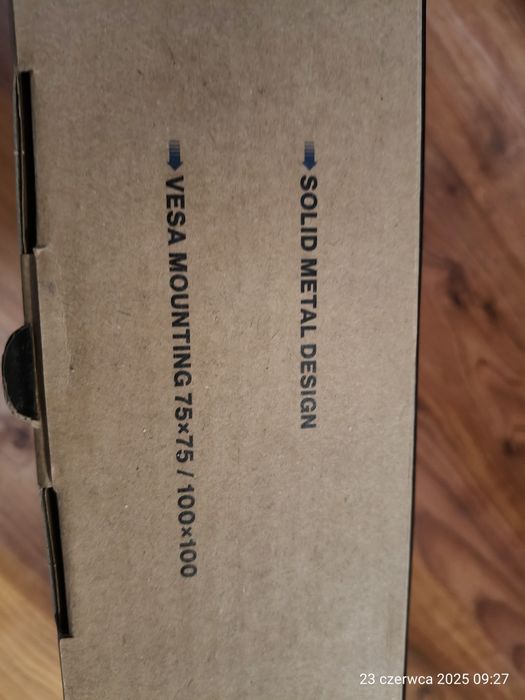 SOLID METAL DESIGN
VESA MOUNTING 75×75 / 100×100
23 czerwca 2025 09:27